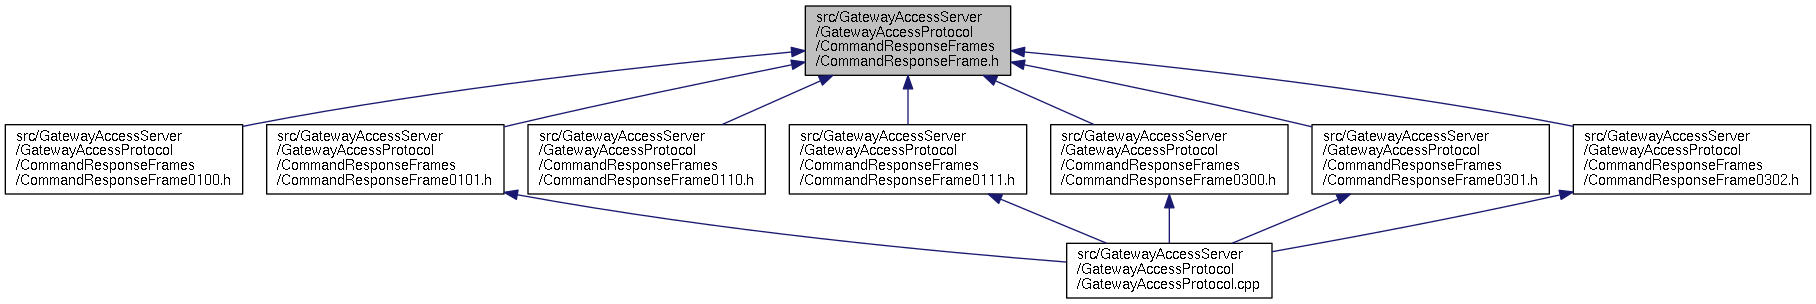 src/GatewayAccessServer
/GatewayAccessProtocol
/CommandResponseFrames
/CommandResponseFrame.h
src/GatewayAccessServer
/GatewayAccessProtocol
/CommandResponseFrames
/CommandResponseFrame0100.h
src/GatewayAccessServer
/GatewayAccessProtocol
/CommandResponseFrames
/CommandResponseFrame0101.h
src/GatewayAccessServer
/GatewayAccessProtocol
/CommandResponseFrames
/CommandResponseFrame0110.h
src/GatewayAccessServer
/GatewayAccessProtocol
/CommandResponseFrames
/CommandResponseFrame0111.h
src/GatewayAccessServer
/GatewayAccessProtocol
/CommandResponseFrames
/CommandResponseFrame0300.h
src/GatewayAccessServer
/GatewayAccessProtocol
/CommandResponseFrames
/CommandResponseFrame0301.h
src/GatewayAccessServer
/GatewayAccessProtocol
/CommandResponseFrames
/CommandResponseFrame0302.h
src/GatewayAccessServer
/GatewayAccessProtocol
/GatewayAccessProtocol.cpp